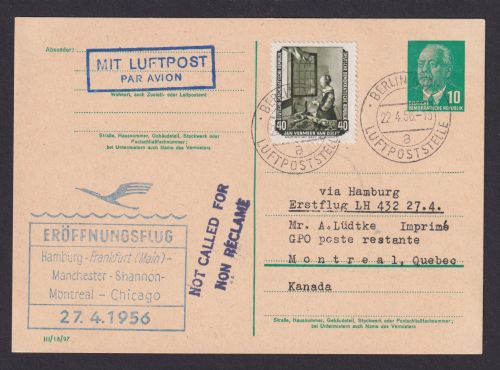 Absender:
MIT LUFTPOST
PAR AVION
Wohnort, auch Zustell- oder Leitpostamt
Straße, Hausnummer, Gebäudeteil, Stockwerk oder
Postschließfachnummer;
bei Untermietern auch Name des Vermieters
DEUTSCHE DEMOKRATISCHE REPUBLIK
40 40
JAN VERMEER VAN DELFT
BERLIN
a
LUFTPOSTSTELLE
BERLIN
22.4.56
a
LUFTPOSTSTELLE
DEUTSCHE
DEMOKRATISCHE REPUBLIK
10
ERÖFFNUNGSFLUG
Hamburg-Frankfurt (Main)-
Manchester-Shannon-
Montreal - Chicago
27.4.1956
NOT CALLED FOR
NON RÉCLAMÉ
via Hamburg
Erstflug LH 432 27.4.
Mr. A.Lüdtke Imprimé
GPO poste restante
Montreal, Quebec
Kanada
Straße, Hausnummer, Gebäudeteil, Stockwerk oder Postschließfachnummer;
bei Untermietern auch Name des Vermieters
III/18/97